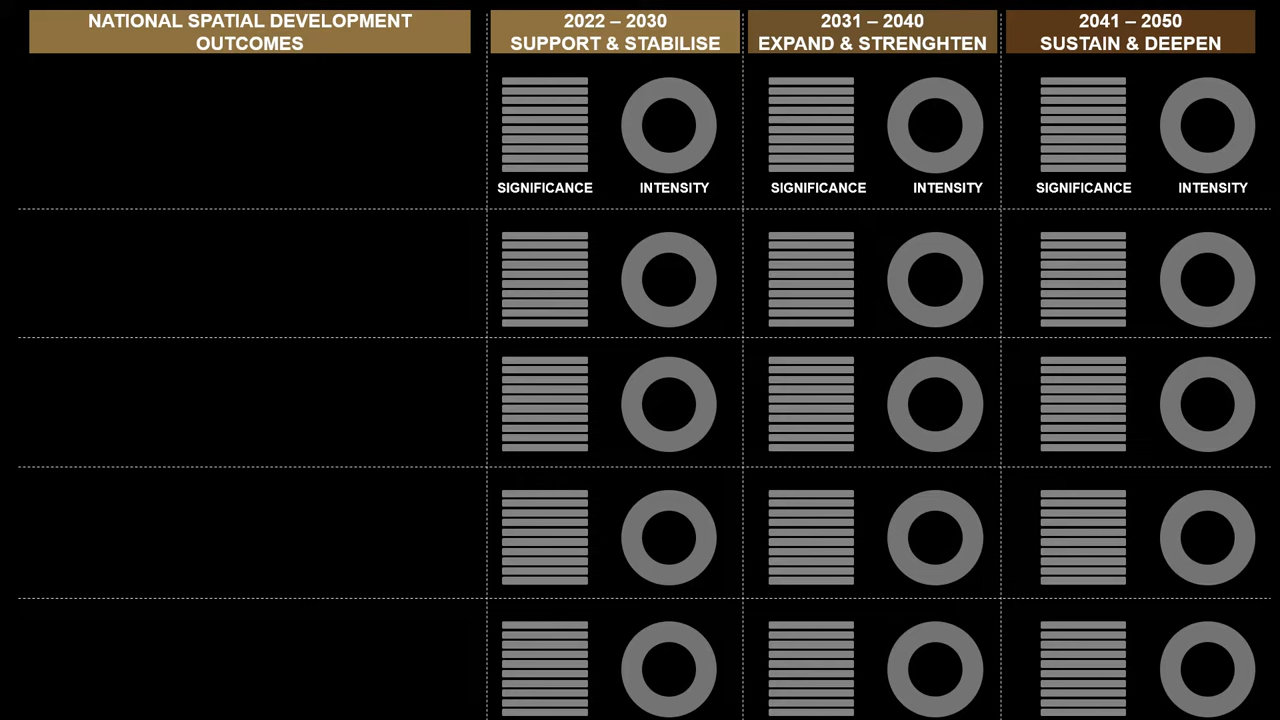 NATIONAL SPATIAL DEVELOPMENT
OUTCOMES
2022 – 2030
SUPPORT & STABILISE
2031 – 2040
EXPAND & STRENGHTEN
2041 – 2050
SUSTAIN & DEEPEN
SIGNIFICANCE
INTENSITY
SIGNIFICANCE
INTENSITY
SIGNIFICANCE
INTENSITY